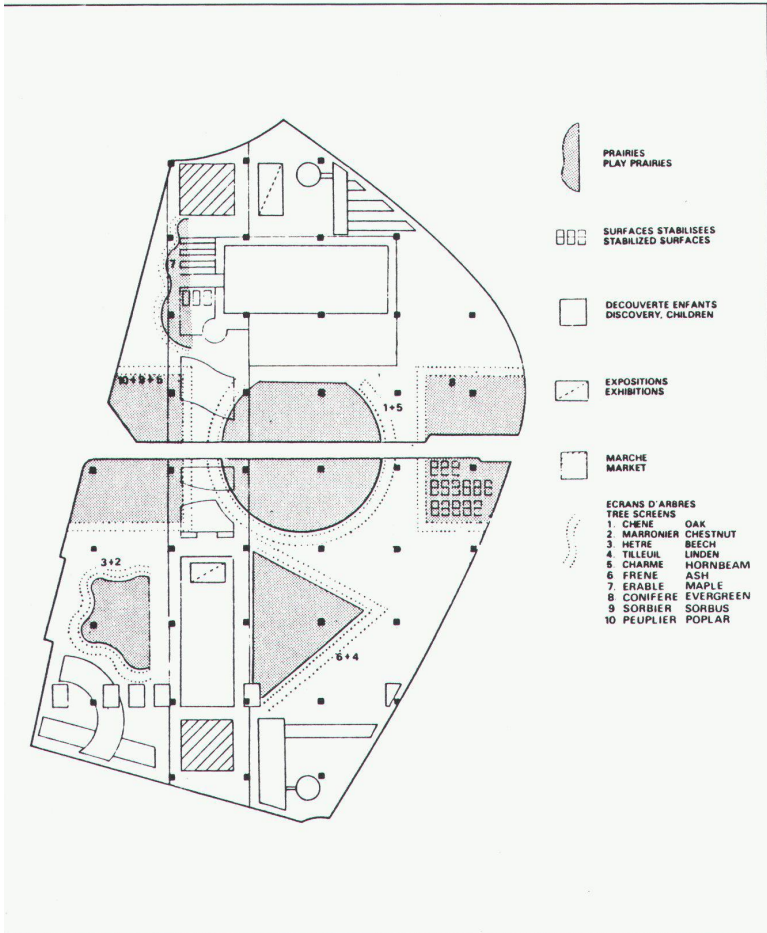 PRAIRIES
PLAY PRAIRIES
SURFACES STABILISEES
STABILIZED SURFACES
7
DECOUVERTE ENFANTS
DISCOVERY, CHILDREN
10+9+5
8
EXPOSITIONS
EXHIBITIONS
1+5
MARCHE
MARKET
ECRANS D'ARBRES
TREE SCREENS
1. CHENE OAK
2. MARRONIER CHESTNUT
3. HETRE BEECH
4. TILLEUIL LINDEN
5 CHARME HORNBEAM
6 FRENE ASH
7. ERABLE MAPLE
8 CONIFERE EVERGREEN
9 SORBIER SORBUS
10 PEUPLIER POPLAR
3+2
6+4